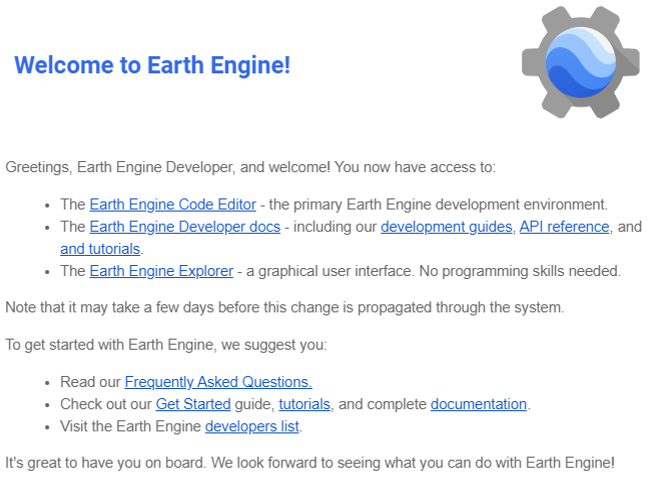 Welcome to Earth Engine!
Greetings, Earth Engine Developer, and welcome! You now have access to:
• The Earth Engine Code Editor - the primary Earth Engine development environment.
• The Earth Engine Developer docs - including our development guides, API reference, and
and tutorials.
• The Earth Engine Explorer - a graphical user interface. No programming skills needed.
Note that it may take a few days before this change is propagated through the system.
To get started with Earth Engine, we suggest you:
• Read our Frequently Asked Questions.
• Check out our Get Started guide, tutorials, and complete documentation.
• Visit the Earth Engine developers list.
It's great to have you on board. We look forward to seeing what you can do with Earth Engine!